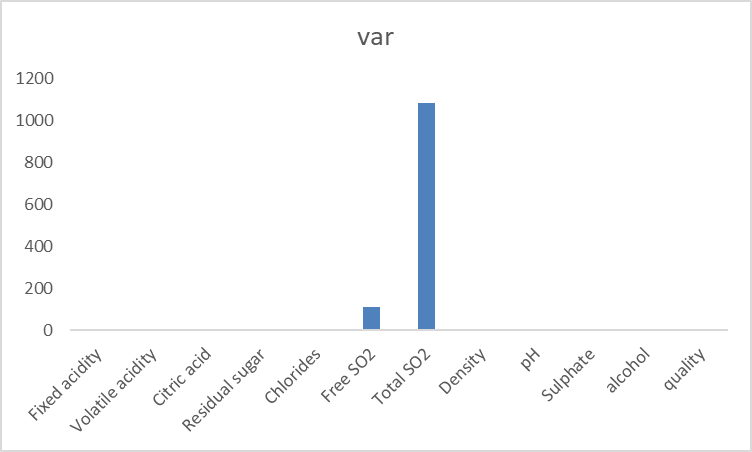 var
1200
1000
800
600
400
200
0
Fixed acidity
Volatile acidity
Citric acid
Residual sugar
Chlorides
Free SO2
Total SO2
Density
pH
Sulphate
alcohol
quality